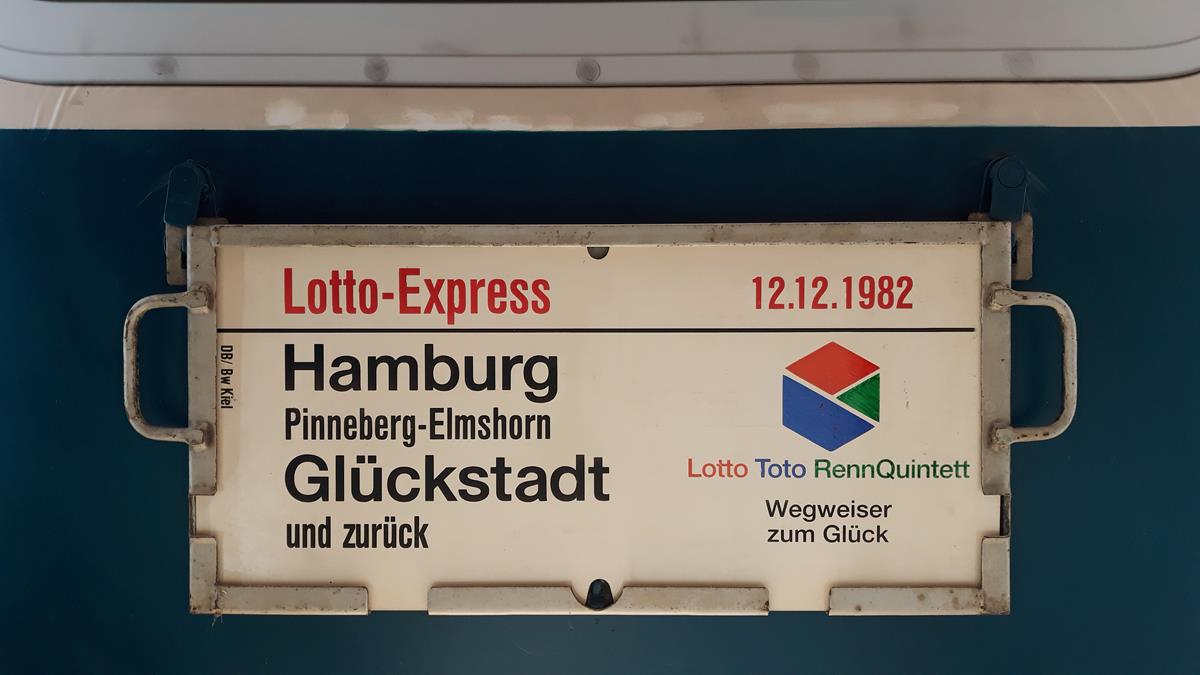 Lotto-Express 12.12.1982
DB/ Bw Kiel
Hamburg
Pinneberg-Elmshorn
Glückstadt
und zurück
Lotto Toto RennQuintett
Wegweiser
zum Glück